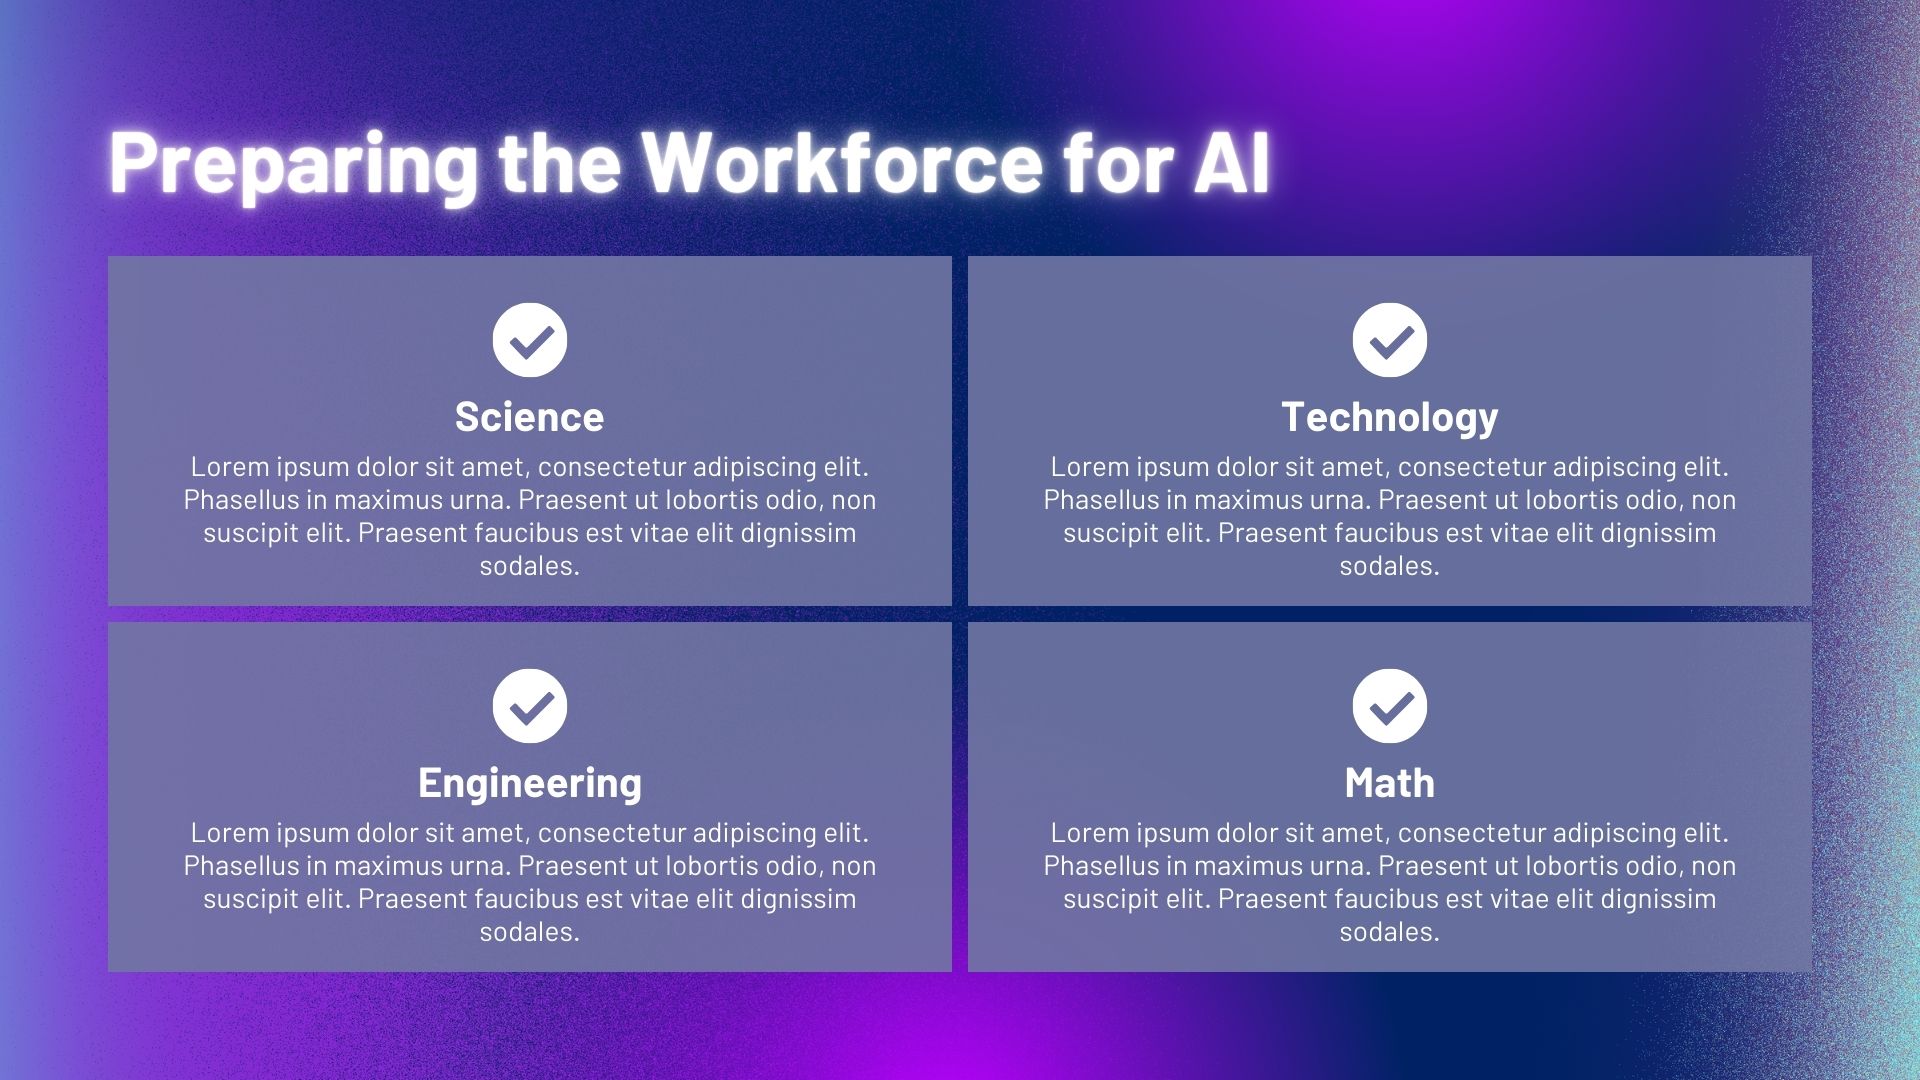 Preparing the Workforce for AI
Science
Lorem ipsum dolor sit amet, consectetur adipiscing elit.
Phasellus in maximus urna. Praesent ut lobortis odio, non
suscipit elit. Praesent faucibus est vitae elit dignissim
sodales.
Technology
Lorem ipsum dolor sit amet, consectetur adipiscing elit.
Phasellus in maximus urna. Praesent ut lobortis odio, non
suscipit elit. Praesent faucibus est vitae elit dignissim
sodales.
Engineering
Lorem ipsum dolor sit amet, consectetur adipiscing elit.
Phasellus in maximus urna. Praesent ut lobortis odio, non
suscipit elit. Praesent faucibus est vitae elit dignissim
sodales.
Math
Lorem ipsum dolor sit amet, consectetur adipiscing elit.
Phasellus in maximus urna. Praesent ut lobortis odio, non
suscipit elit. Praesent faucibus est vitae elit dignissim
sodales.